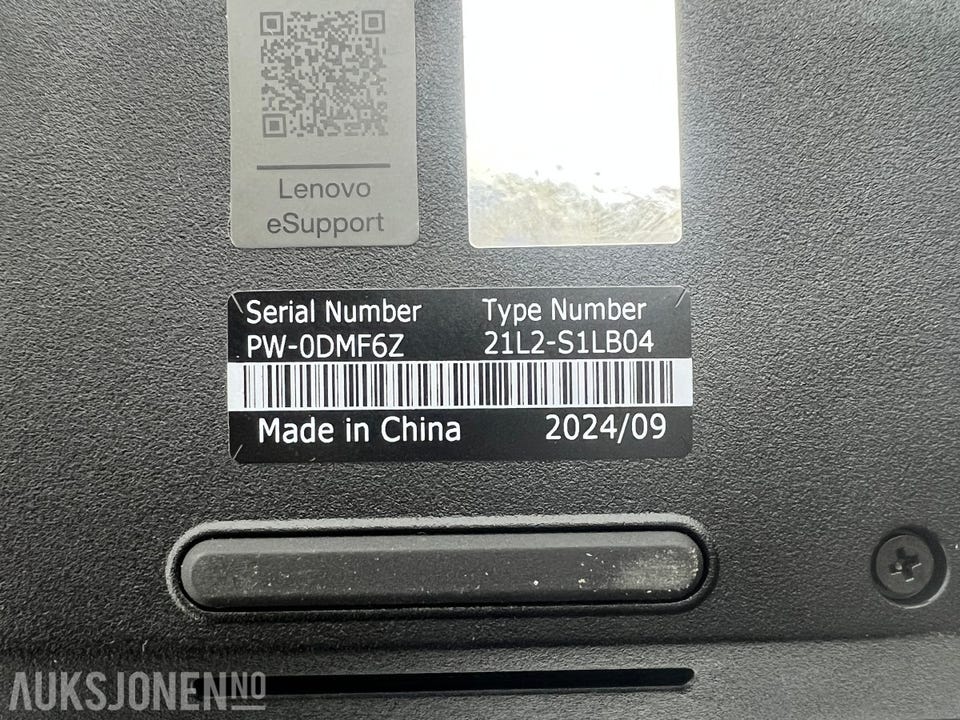 Lenovo
eSupport
Serial Number Type Number
PW-0DMF6Z 21L2-S1LB04
Made in China 2024/09
AUKSJONEN.NO